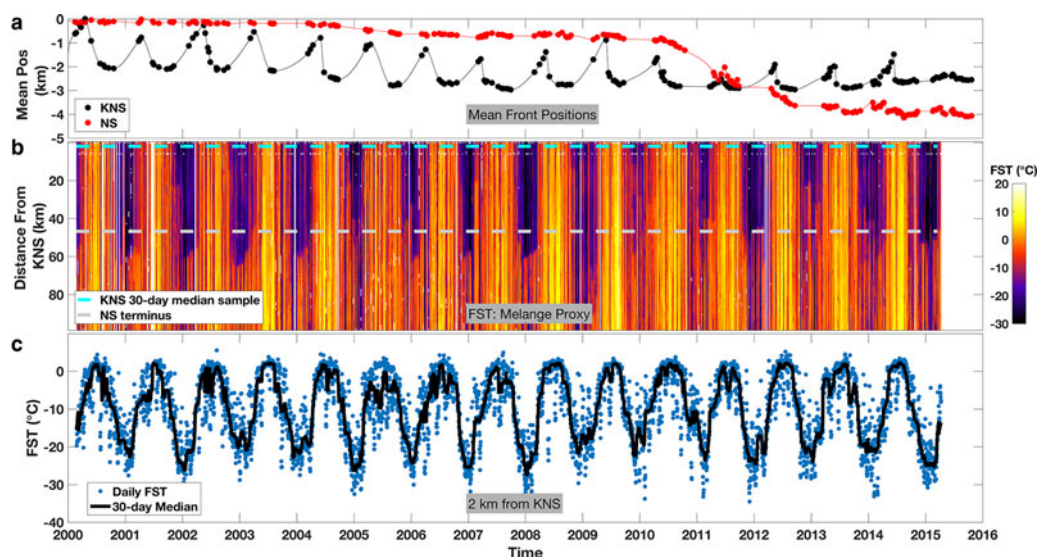 a
0
-1
-2
-3
-4
-5
Mean Pos
(km)
KNS
NS
Mean Front Positions
b
20
40
60
80
Distance From
KNS (km)
KNS 30-day median sample
NS terminus
FST: Melange Proxy
FST (°C)
20
10
0
-10
-20
-30
c
0
-10
-20
-30
-40
FST (°C)
Daily FST
30-day Median
2 km from KNS
2000 2001 2002 2003 2004 2005 2006 2007 2008 2009 2010 2011 2012 2013 2014 2015 2016
Time